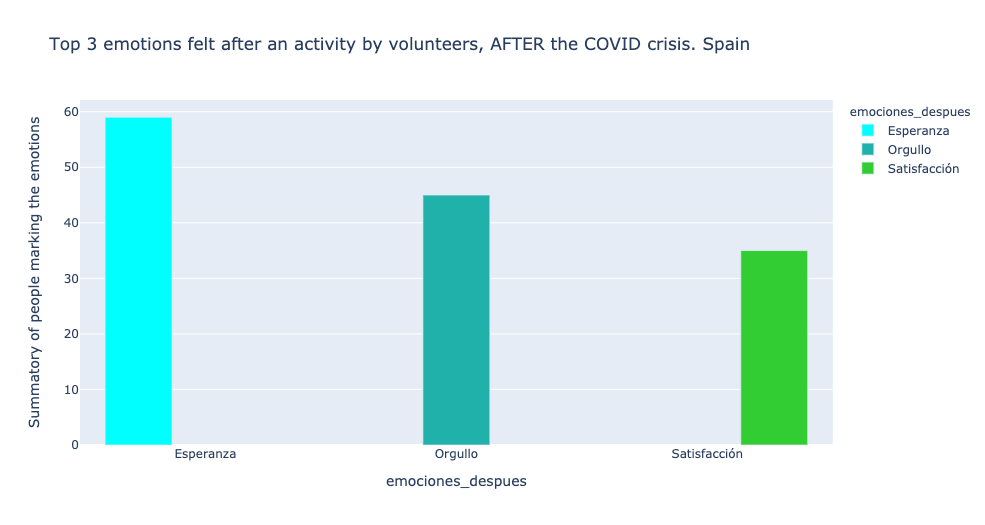 Top 3 emotions felt after an activity by volunteers, AFTER the COVID crisis. Spain
Summatory of people marking the emotions
60
50
40
30
20
10
0
Esperanza
Orgullo
Satisfacción
emociones_despues
emociones_despues
Esperanza
Orgullo
Satisfacción